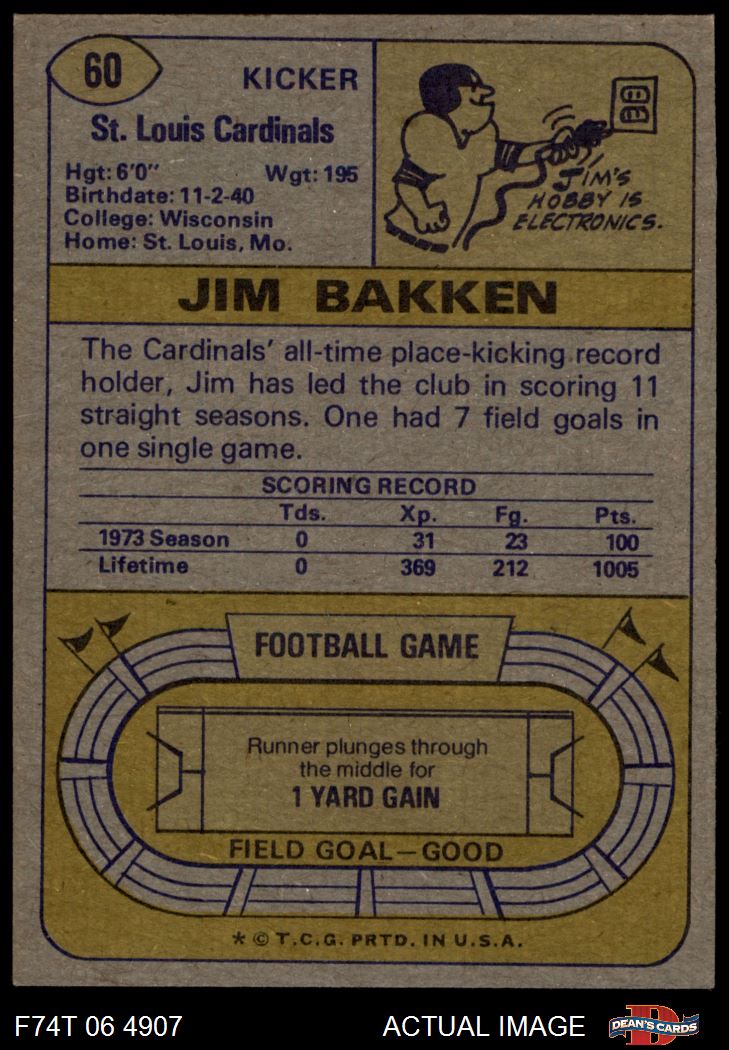 60
KICKER
St. Louis Cardinals
Hgt: 6'0" Wgt: 195
Birthdate: 11-2-40
College: Wisconsin
Home: St. Louis, Mo.
JIM'S
HOBBY IS
ELECTRONICS.
JIM BAKKEN
The Cardinals' all-time place-kicking record
holder, Jim has led the club in scoring 11
straight seasons. One had 7 field goals in
one single game.
SCORING RECORD
Tds. Xp. Fg. Pts.
1973 Season 0 31 23 100
Lifetime 0 369 212 1005
FOOTBALL GAME
Runner plunges through
the middle for
1 YARD GAIN
FIELD GOAL—GOOD
* © T.C.G. PRTD. IN U.S.A.
F74T 06 4907 ACTUAL IMAGE
D
DEAN'S CARDS